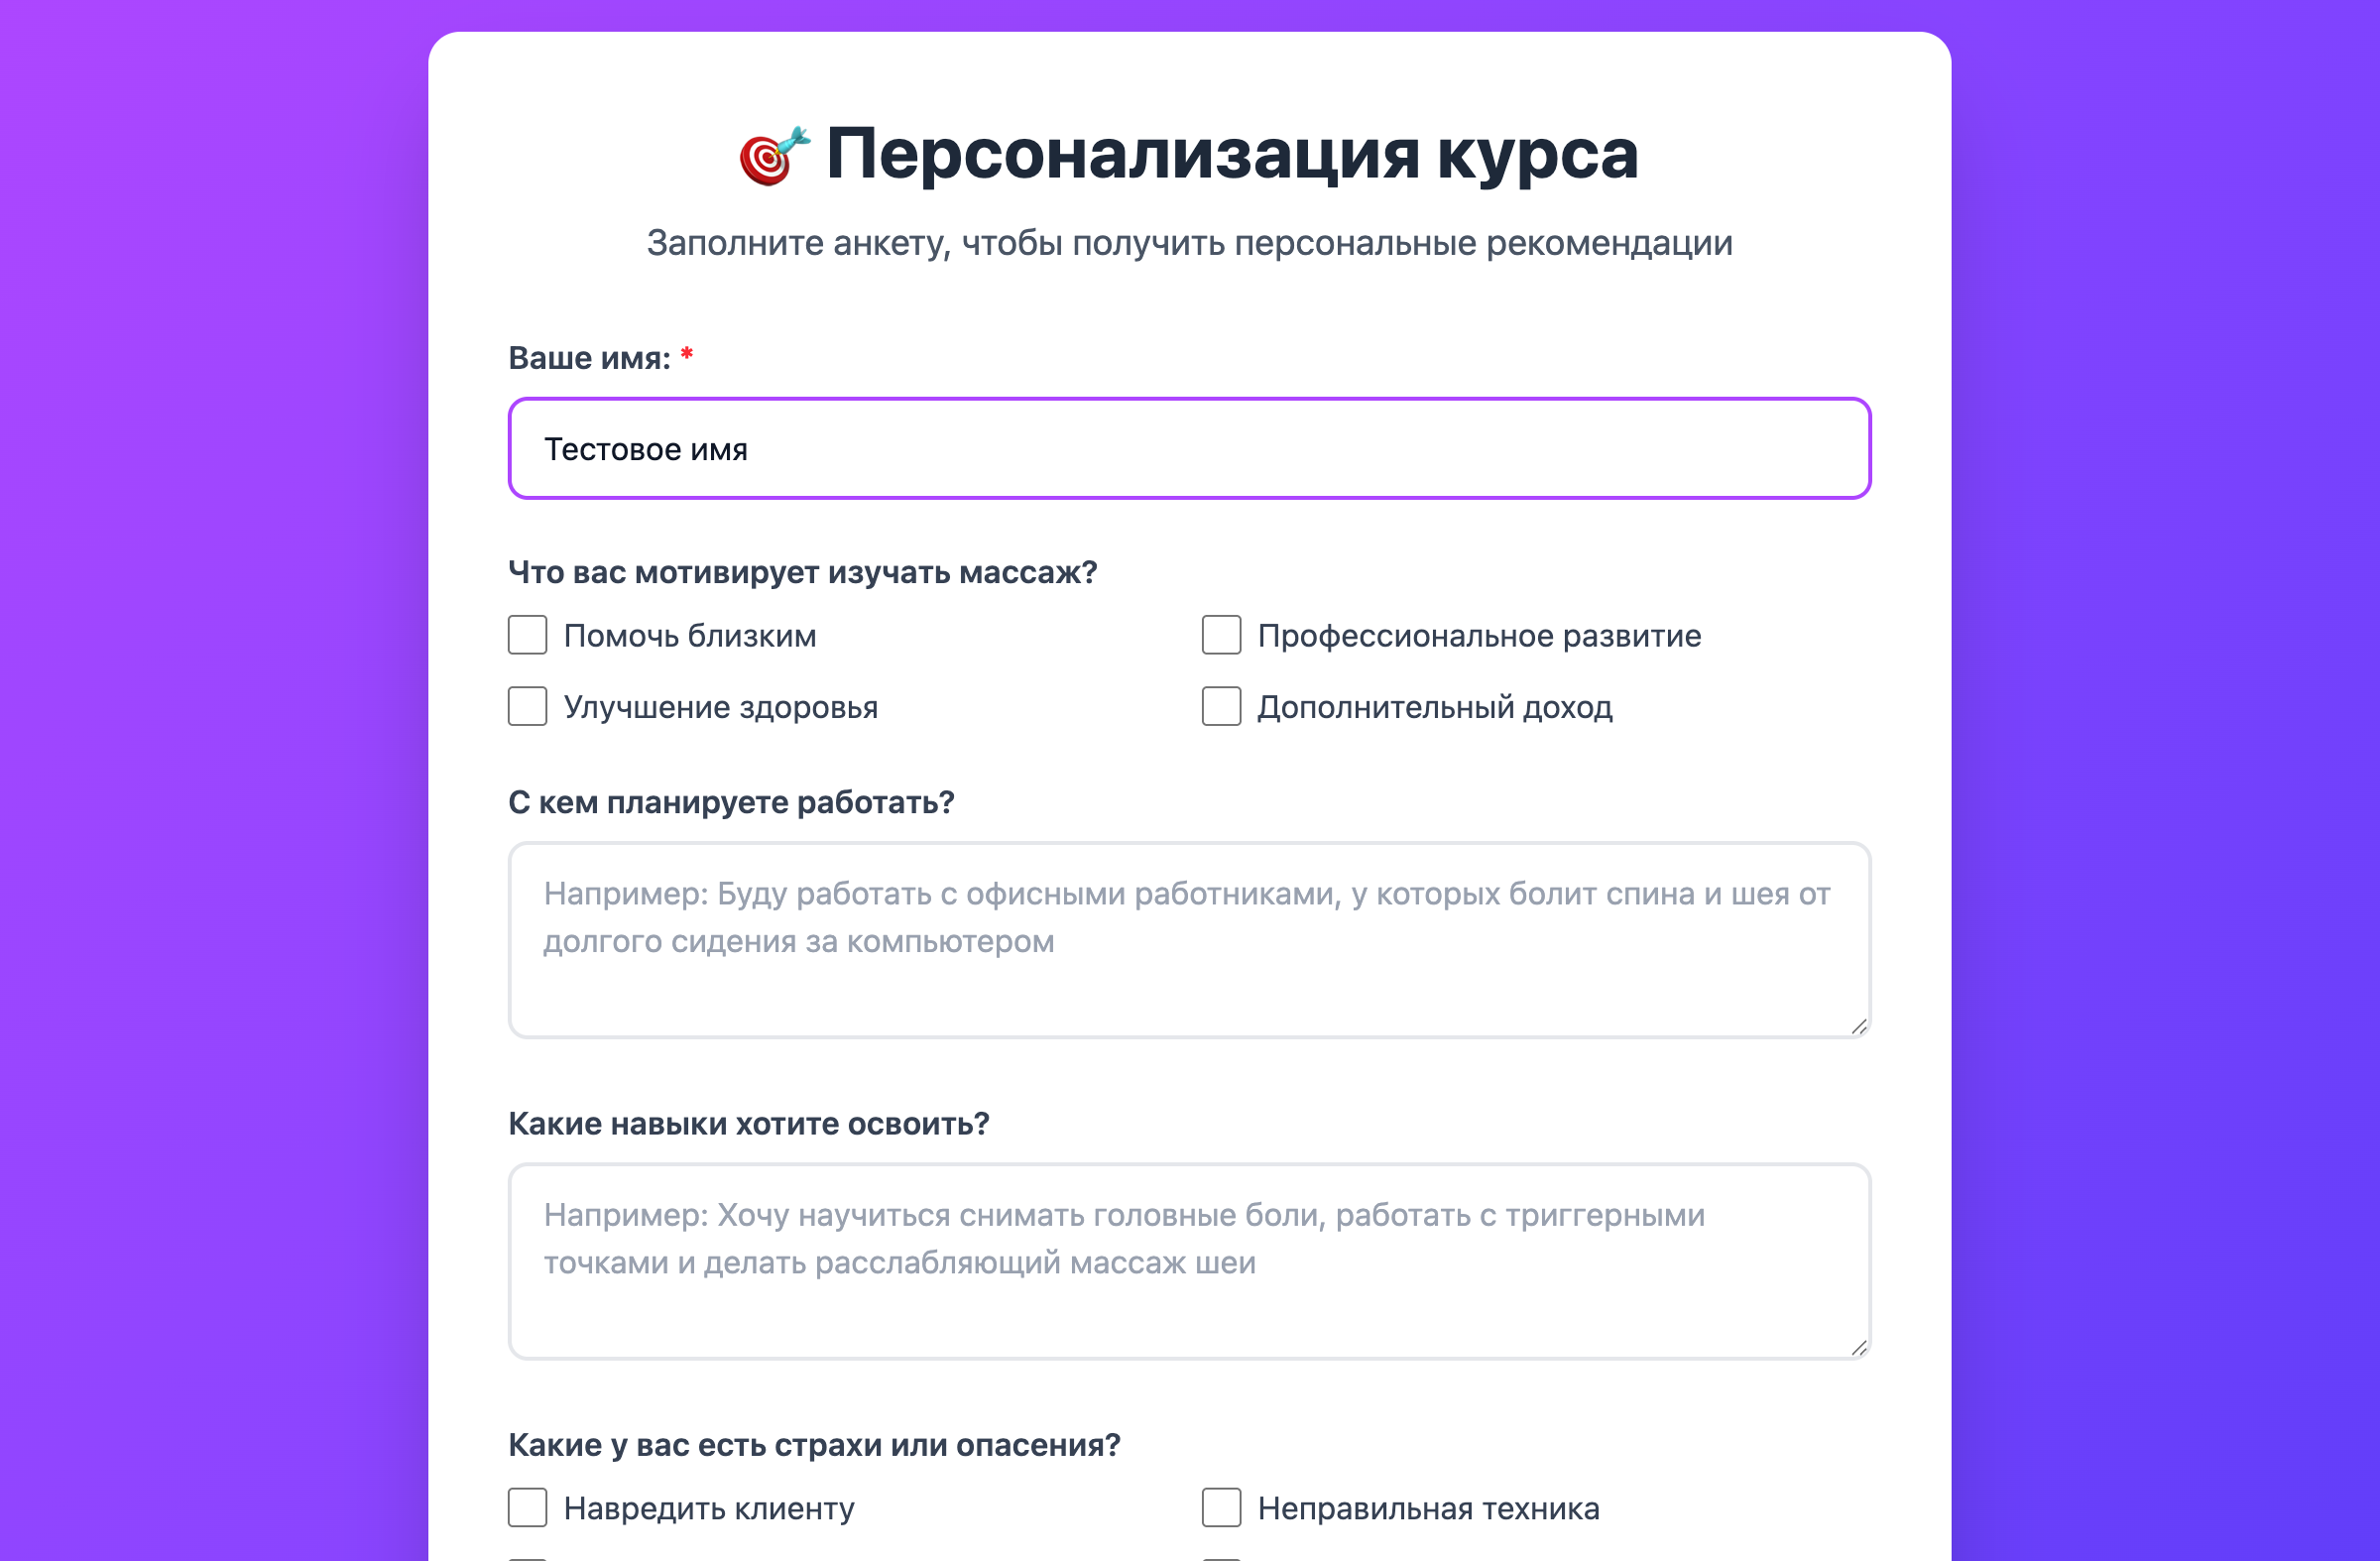 🎯 Персонализация курса
Заполните анкету, чтобы получить персональные рекомендации
Ваше имя: *
Тестовое имя
Что вас мотивирует изучать массаж?
Помочь близким
Профессиональное развитие
Улучшение здоровья
Дополнительный доход
С кем планируете работать?
Например: Буду работать с офисными работниками, у которых болит спина и шея от
долгого сидения за компьютером
Какие навыки хотите освоить?
Например: Хочу научиться снимать головные боли, работать с триггерными
точками и делать расслабляющий массаж шеи
Какие у вас есть страхи или опасения?
Навредить клиенту
Неправильная техника